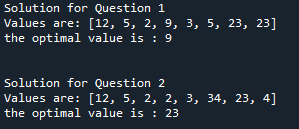 Solution for Question 1
Values are: [12, 5, 2, 9, 3, 5, 23, 23]
the optimal value is : 9
Solution for Question 2
Values are: [12, 5, 2, 2, 3, 34, 23, 4]
the optimal value is : 23